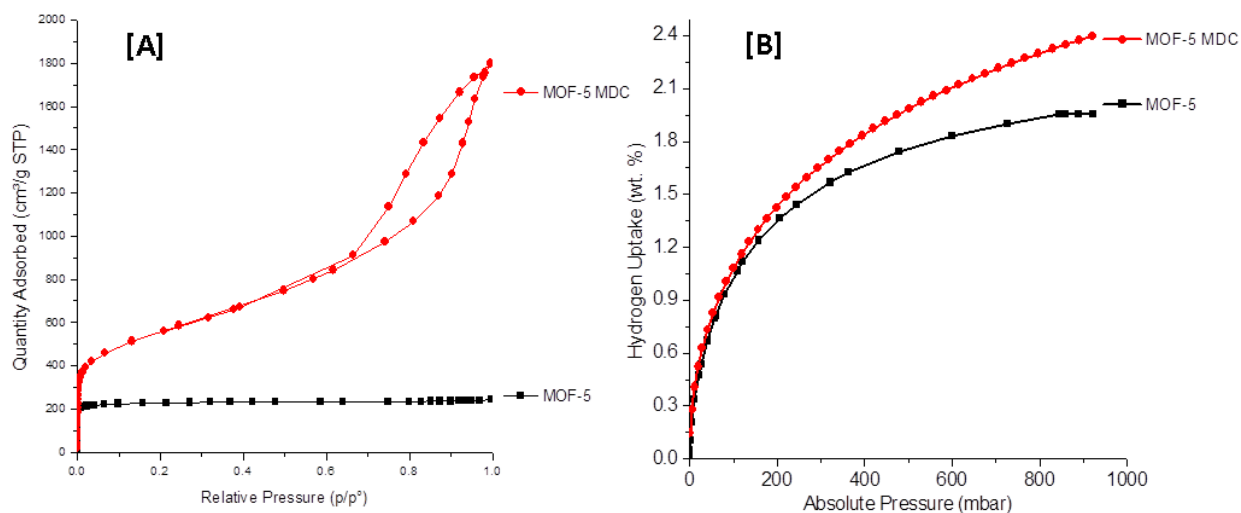 [A]
Quantity Adsorbed (cm³/g STP)
2000
1800
1600
1400
1200
1000
800
600
400
200
0
0.0 0.2 0.4 0.6 0.8 1.0
Relative Pressure (p/p°)
MOF-5 MDC
MOF-5
[B]
Hydrogen Uptake (wt. %)
2.4
2.1
1.8
1.5
1.2
0.9
0.6
0.3
0.0
0 200 400 600 800 1000
Absolute Pressure (mbar)
MOF-5 MDC
MOF-5